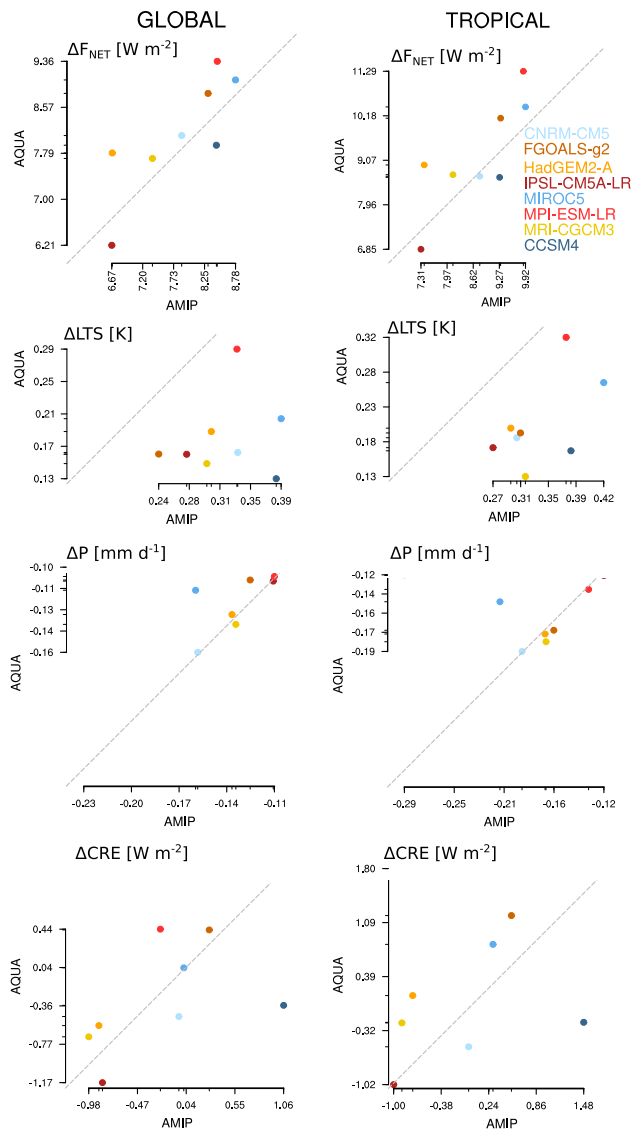 GLOBAL
TROPICAL
ΔF_NET [W m⁻²]
9.36
8.57
7.79
7.00
6.21
AQUA
6.67
7.20
7.73
8.25
8.78
AMIP
ΔF_NET [W m⁻²]
11.29
10.18
9.07
7.96
6.85
AQUA
CNRM-CM5
FGOALS-g2
HadGEM2-A
IPSL-CM5A-LR
MIROC5
MPI-ESM-LR
MRI-CGCM3
CCSM4
7.31
7.97
8.62
9.27
9.92
AMIP
ΔLTS [K]
0.29
0.25
0.21
0.17
0.13
AQUA
0.24
0.28
0.31
0.35
0.39
AMIP
ΔLTS [K]
0.32
0.28
0.23
0.18
0.13
AQUA
0.27
0.31
0.35
0.39
0.42
AMIP
ΔP [mm d⁻¹]
-0.10
-0.11
-0.13
-0.14
-0.16
AQUA
-0.23
-0.20
-0.17
-0.14
-0.11
AMIP
ΔP [mm d⁻¹]
-0.12
-0.14
-0.15
-0.17
-0.19
AQUA
-0.29
-0.25
-0.21
-0.16
-0.12
AMIP
ΔCRE [W m⁻²]
0.44
0.04
-0.36
-0.77
-1.17
AQUA
-0.98
-0.47
0.04
0.55
1.06
AMIP
ΔCRE [W m⁻²]
1.80
1.09
0.39
-0.32
-1.02
AQUA
-1.00
-0.38
0.24
0.86
1.48
AMIP